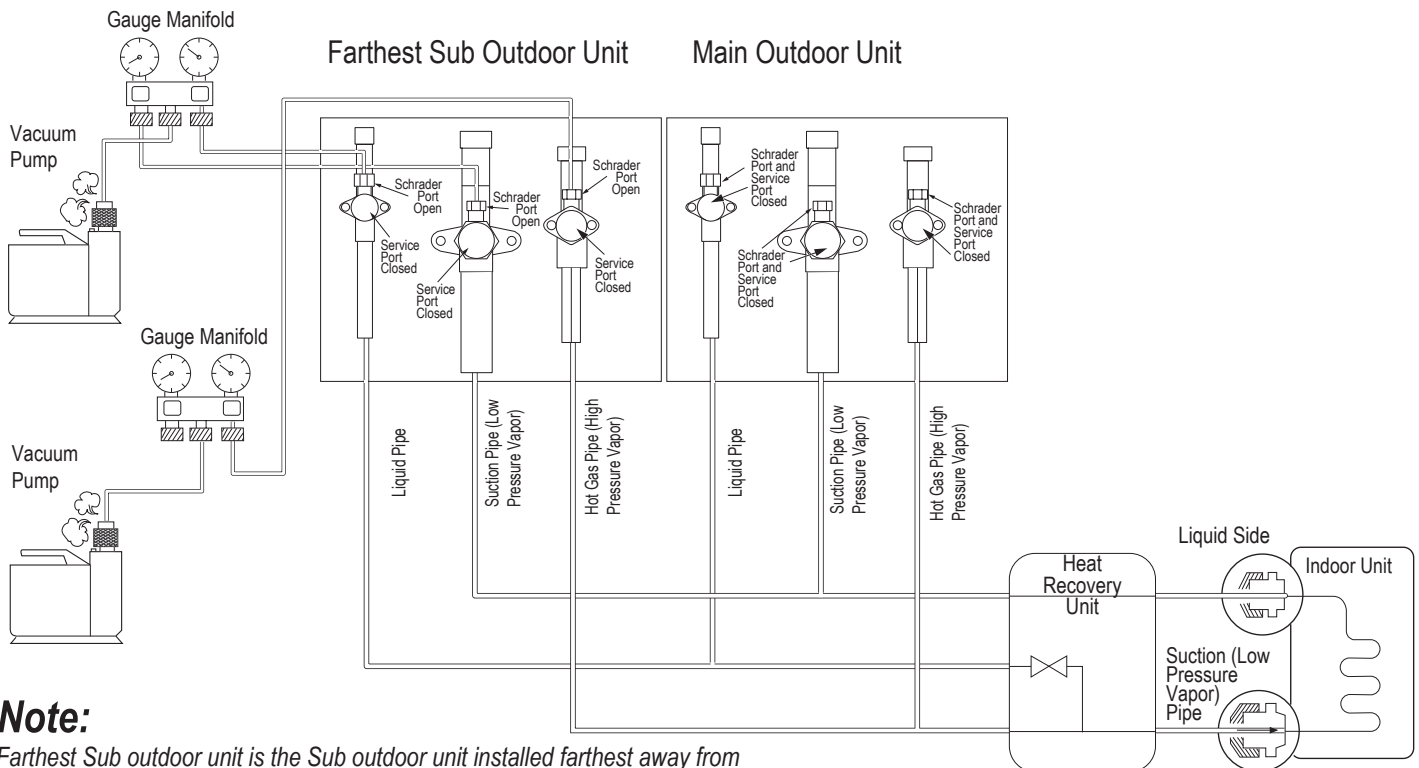 Gauge Manifold
Farthest Sub Outdoor Unit
Main Outdoor Unit
Vacuum
Pump
Schrader
Port
Open
Service
Port
Closed
Schrader
Port
Open
Service
Port
Closed
Schrader
Port
Open
Service
Port
Closed
Schrader
Port and
Service
Port
Closed
Schrader
Port and
Service
Port
Closed
Schrader
Port and
Service
Port
Closed
Gauge Manifold
Vacuum
Pump
Liquid Pipe
Suction Pipe (Low
Pressure Vapor)
Hot Gas Pipe (High
Pressure Vapor)
Liquid Pipe
Suction Pipe (Low
Pressure Vapor)
Hot Gas Pipe (High
Pressure Vapor)
Heat
Recovery
Unit
Liquid Side
Indoor Unit
Suction (Low
Pressure
Vapor)
Pipe
Note:
Farthest Sub outdoor unit is the Sub outdoor unit installed farthest away from